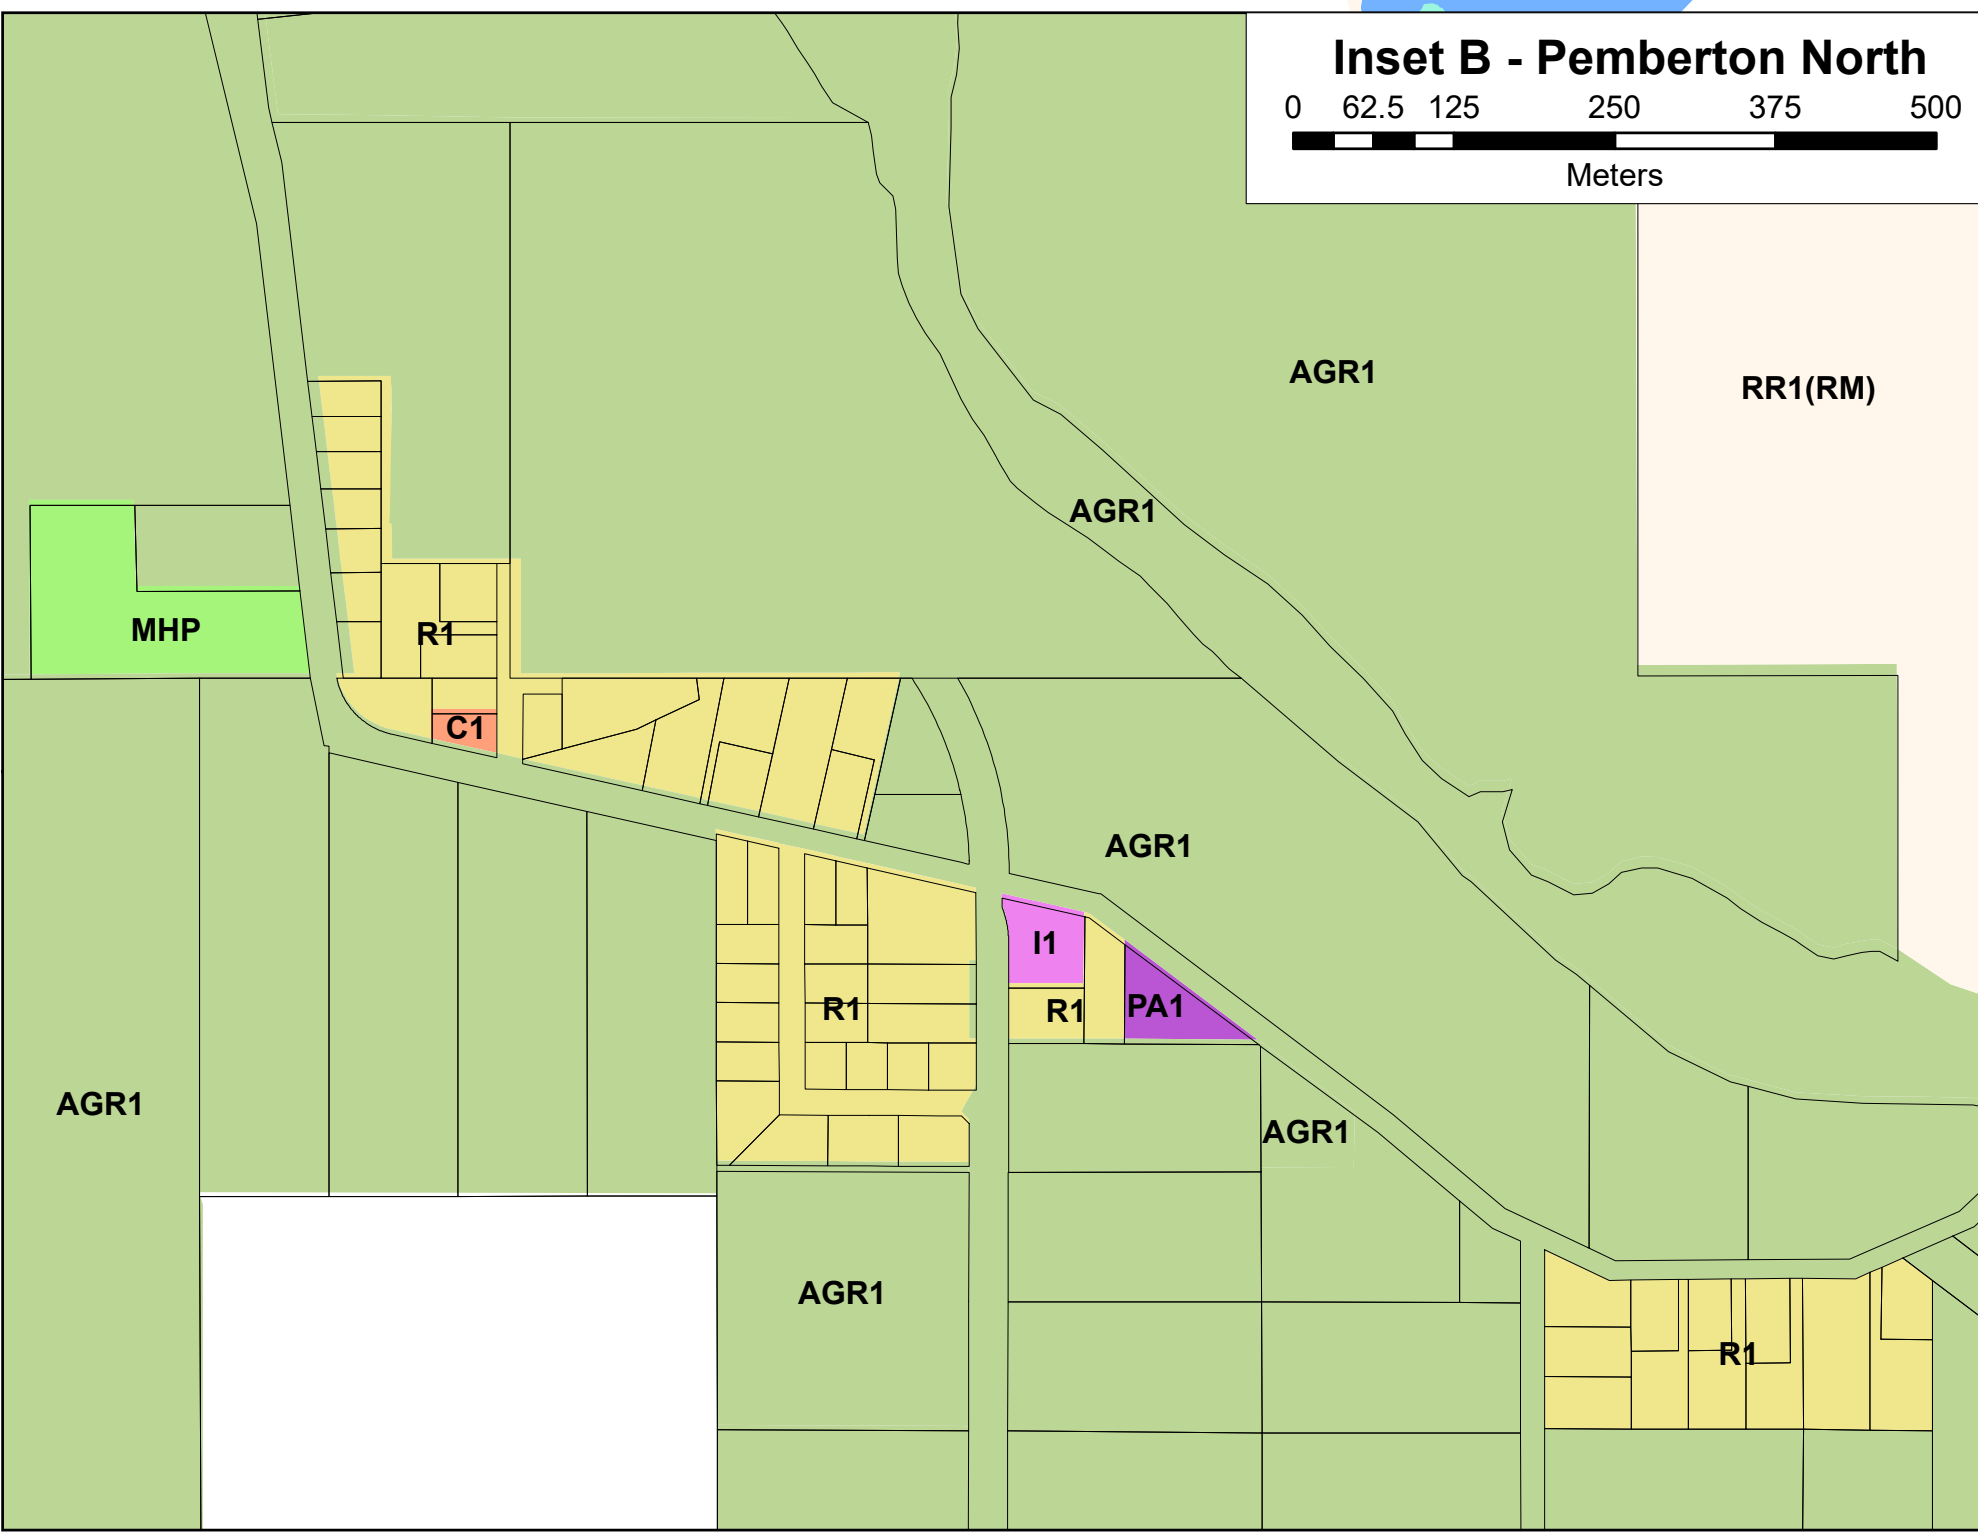 Inset B - Pemberton North
0 62.5 125 250 375 500
Meters
AGR1
RR1(RM)
AGR1
MHP
R1
C1
AGR1
I1
R1
R1
PA1
AGR1
AGR1
AGR1
R1